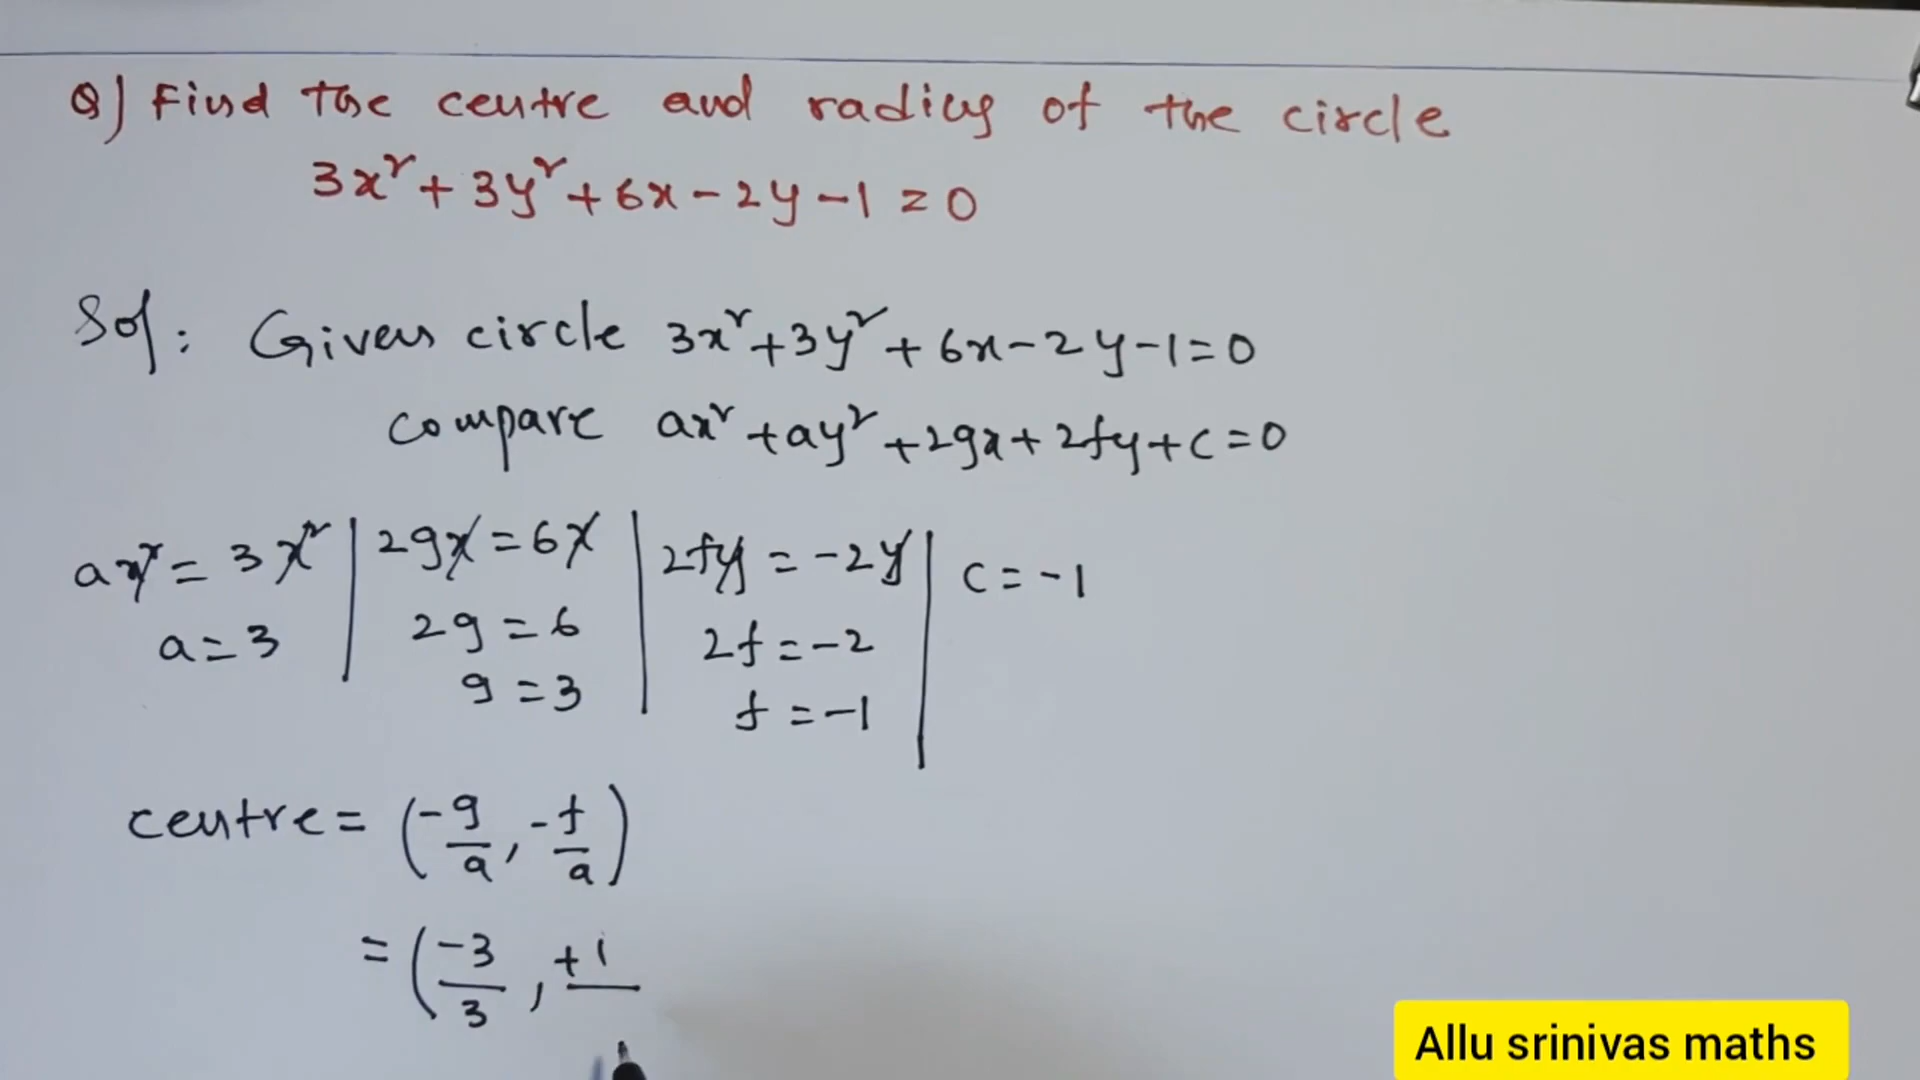 Q) Find the centre and radius of the circle
3x² + 3y² + 6x - 2y - 1 = 0
Sol: Given circle 3x² + 3y² + 6x - 2y - 1 = 0
compare ax² + ay² + 2gx + 2fy + c = 0
ax² = 3x² | 2gx = 6x | 2fy = -2y | c = -1
a = 3 | 2g = 6 | 2f = -2
g = 3 | f = -1
centre = (-g/a, -f/a)
= (-3/3, +1
Allu srinivas maths